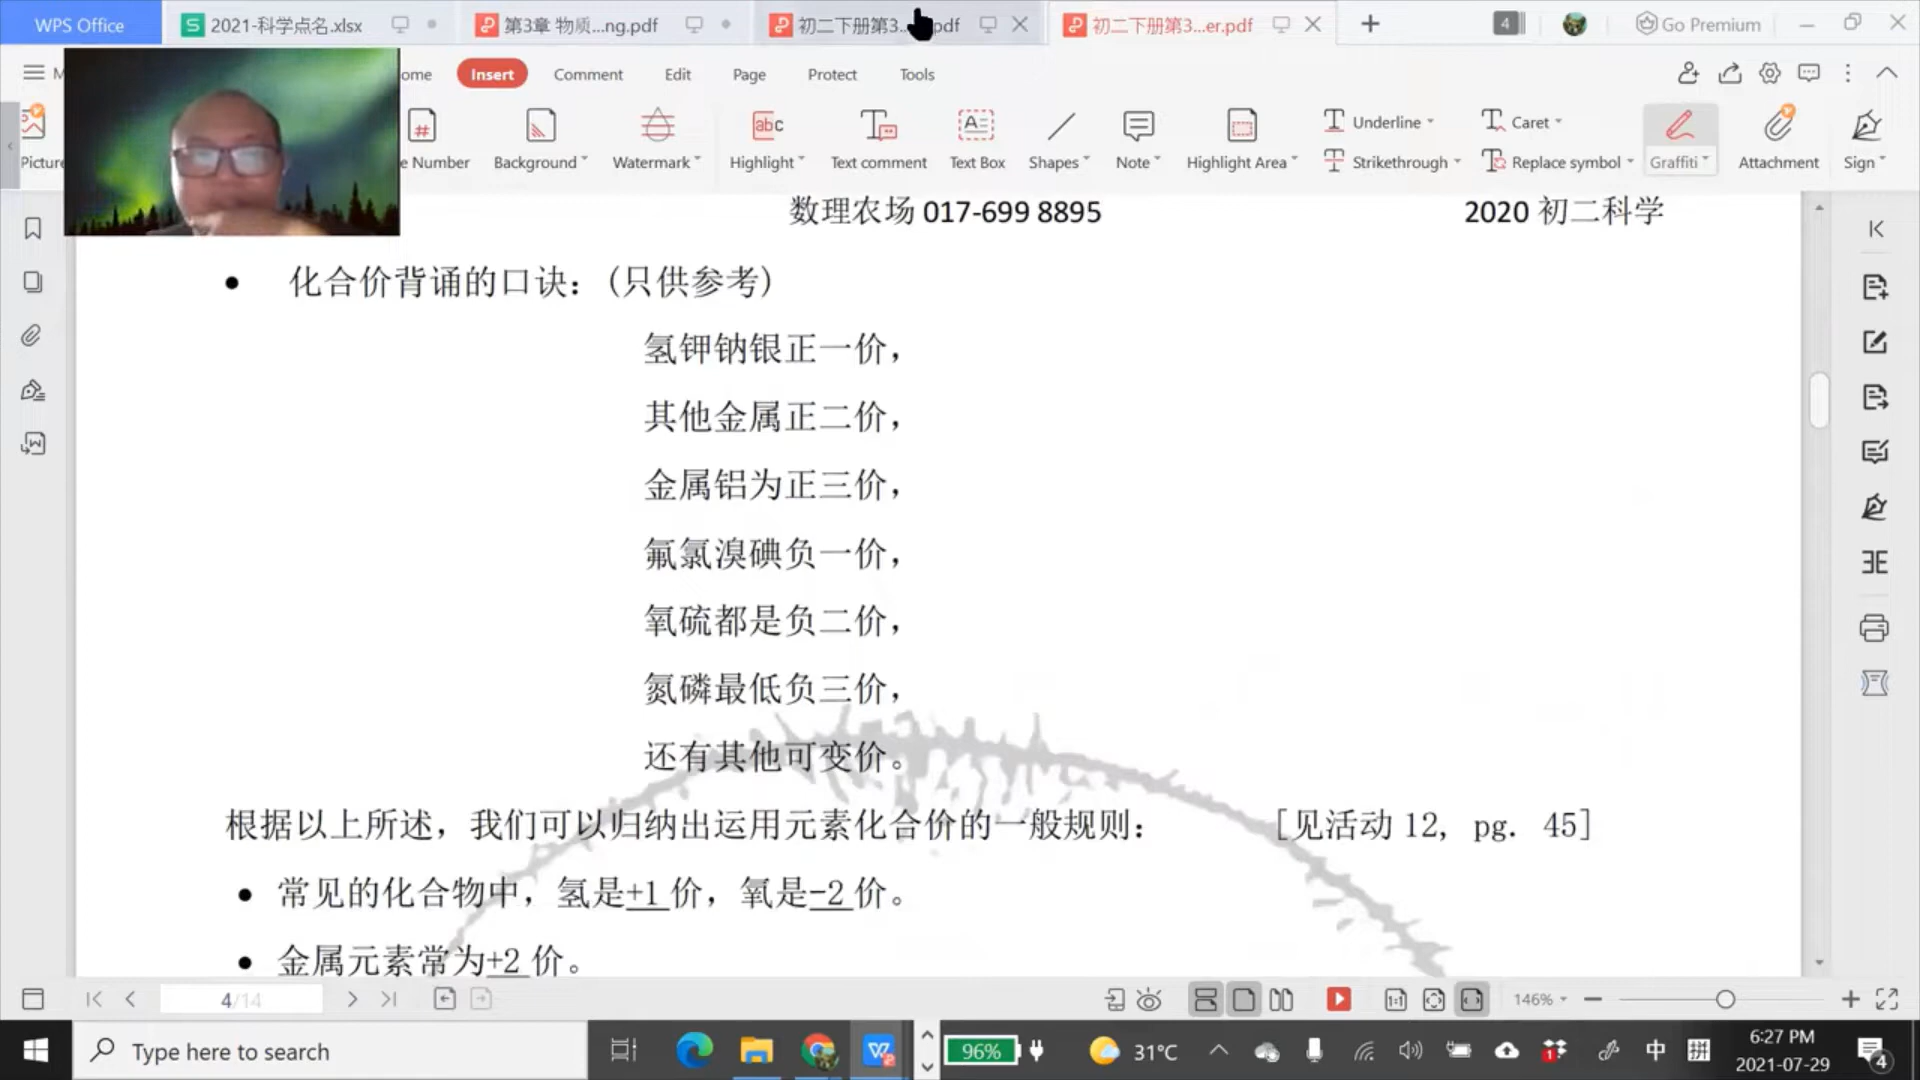 WPS Office
2021-科学点名.xlsx
第3章 物质...ng.pdf
初二下册第3...
pdf
初二下册第3...er.pdf
4
Go Premium
ome
Insert
Comment
Edit
Page
Protect
Tools
Picture
Number
Background
Watermark
Highlight
Text comment
Text Box
Shapes
Note
Highlight Area
Underline
Strikethrough
Caret
Replace symbol
Graffiti
Attachment
Sign
数理农场 017-699 8895
2020 初二科学
• 化合价背诵的口诀：(只供参考)
氢钾钠银正一价，
其他金属正二价，
金属铝为正三价，
氟氯溴碘负一价，
氧硫都是负二价，
氮磷最低负三价，
还有其他可变价。
根据以上所述，我们可以归纳出运用元素化合价的一般规则： [见活动 12, pg. 45]
• 常见的化合物中，氢是+1 价，氧是-2 价。
• 金属元素常为+2 价。
4/14
146%
Type here to search
96%
31°C
中
拼
6:27 PM
2021-07-29
4